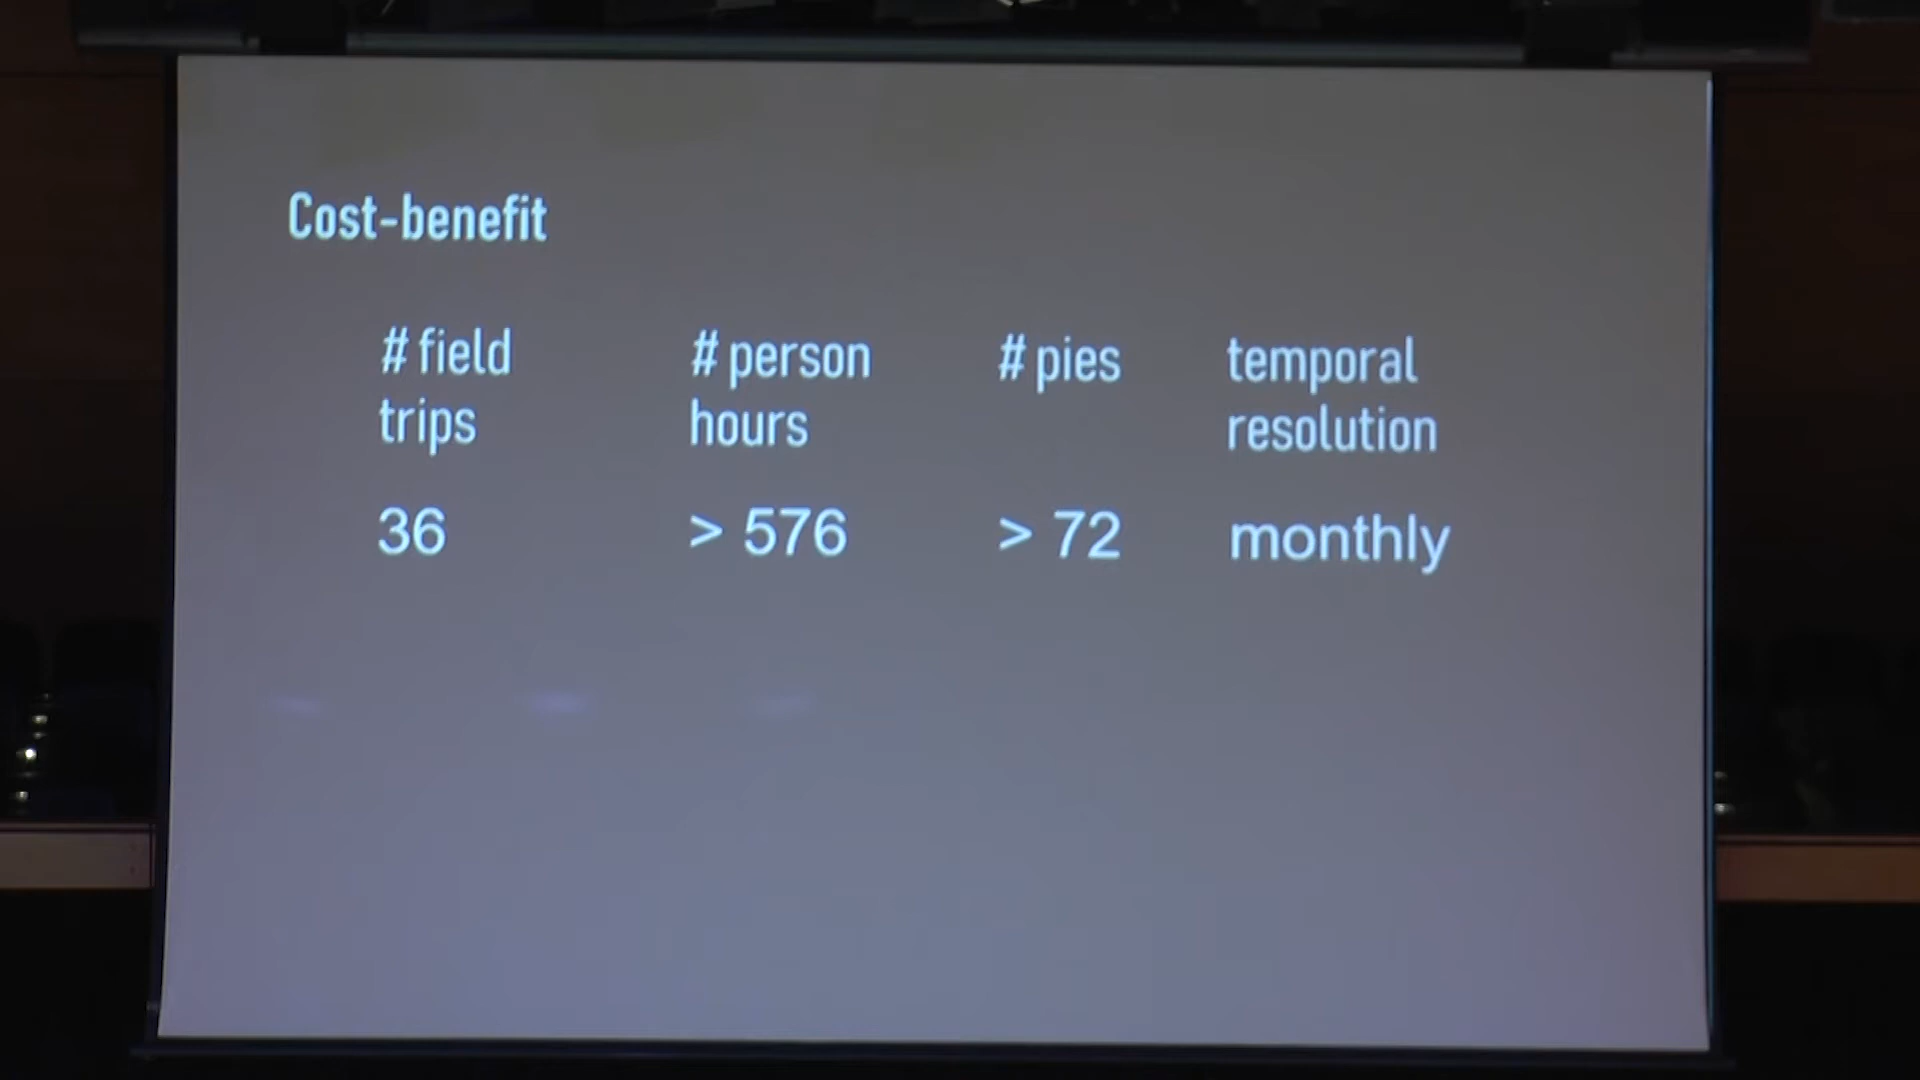 Cost-benefit
# field trips
# person hours
# pies
temporal resolution
36
> 576
> 72
monthly